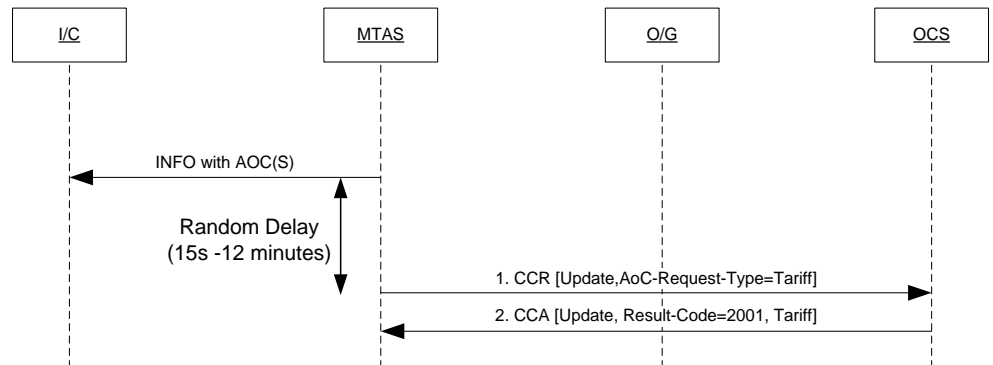 I/C
MTAS
O/G
OCS
INFO with AOC(S)
Random Delay
(15s -12 minutes)
1. CCR [Update,AoC-Request-Type=Tariff]
2. CCA [Update, Result-Code=2001, Tariff]